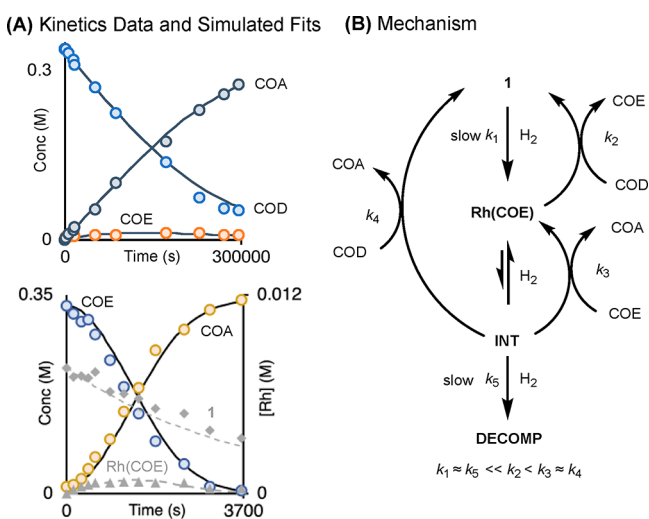 (A) Kinetics Data and Simulated Fits
0.3
Conc (M)
0
COA
COE
COD
0
Time (s)
300000
0.35
Conc (M)
0
COE
COA
1
Rh(COE)
0.012
[Rh] (M)
0
0
Time (s)
3700
(B) Mechanism
1
COE
slow k1 H2
k2
COA
COD
Rh(COE)
k4
COA
COD
H2
k3
COE
INT
slow k5 H2
DECOMP
k1 ≈ k5 << k2 < k3 ≈ k4